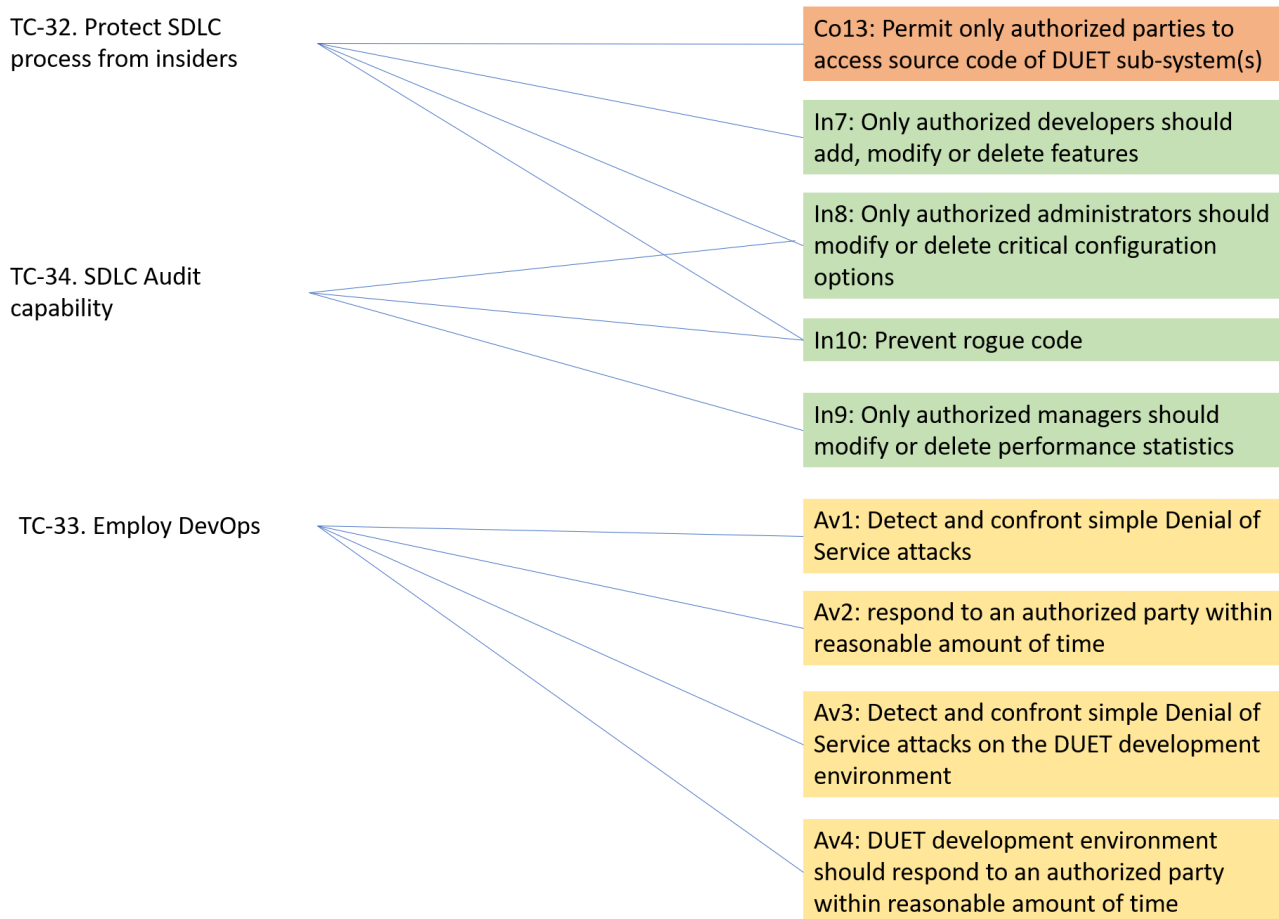 TC-32. Protect SDLC
process from insiders
TC-34. SDLC Audit
capability
TC-33. Employ DevOps
Co13: Permit only authorized parties to
access source code of DUET sub-system(s)
In7: Only authorized developers should
add, modify or delete features
In8: Only authorized administrators should
modify or delete critical configuration
options
In10: Prevent rogue code
In9: Only authorized managers should
modify or delete performance statistics
Av1: Detect and confront simple Denial of
Service attacks
Av2: respond to an authorized party within
reasonable amount of time
Av3: Detect and confront simple Denial of
Service attacks on the DUET development
environment
Av4: DUET development environment
should respond to an authorized party
within reasonable amount of time